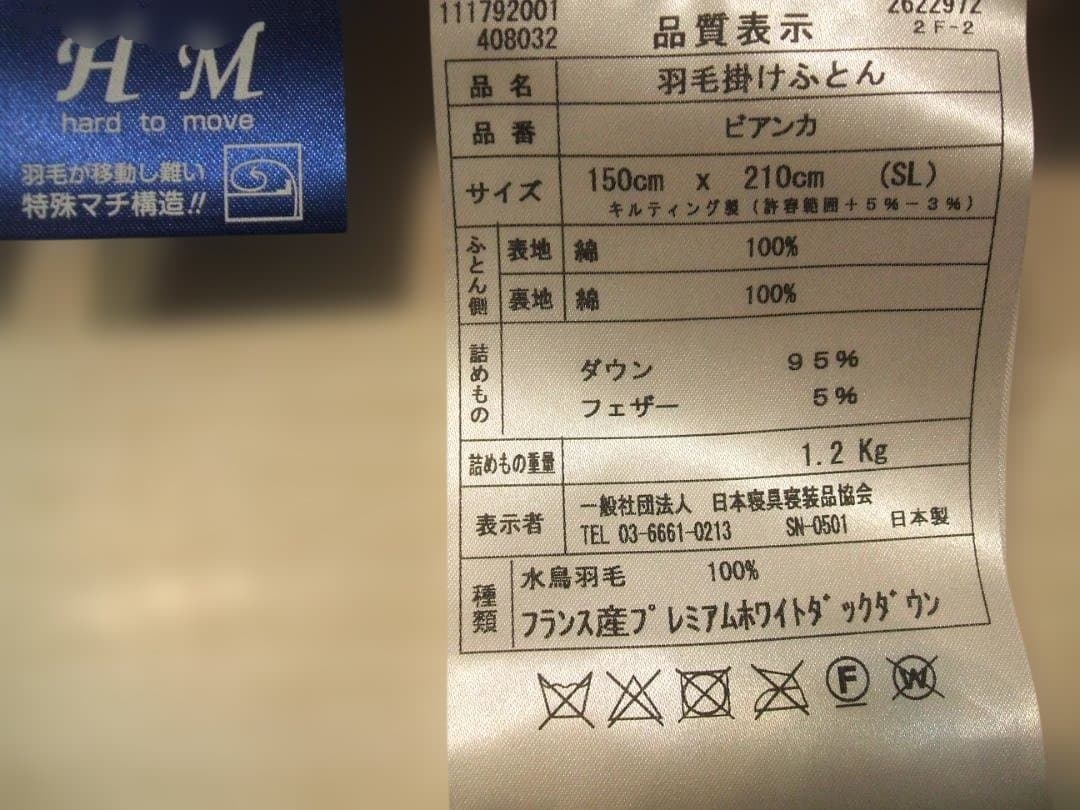 H M
hard to move
羽毛が移動し難い
特殊マチ構造!!
111792001
408032
品質表示
2622972
2F-2
品名 羽毛掛けふとん
品番 ビアンカ
サイズ 150cm x 210cm (SL)
キルティング製(許容範囲+5%-3%)
ふとん側 表地 綿 100%
裏地 綿 100%
詰めもの ダウン 95%
フェザー 5%
詰めもの重量 1.2 Kg
表示者 一般社団法人 日本寝具寝装品協会
TEL 03-6661-0213 SN-0501 日本製
種類 水鳥羽毛 100%
フランス産プレミアムホワイトダックダウン
F W